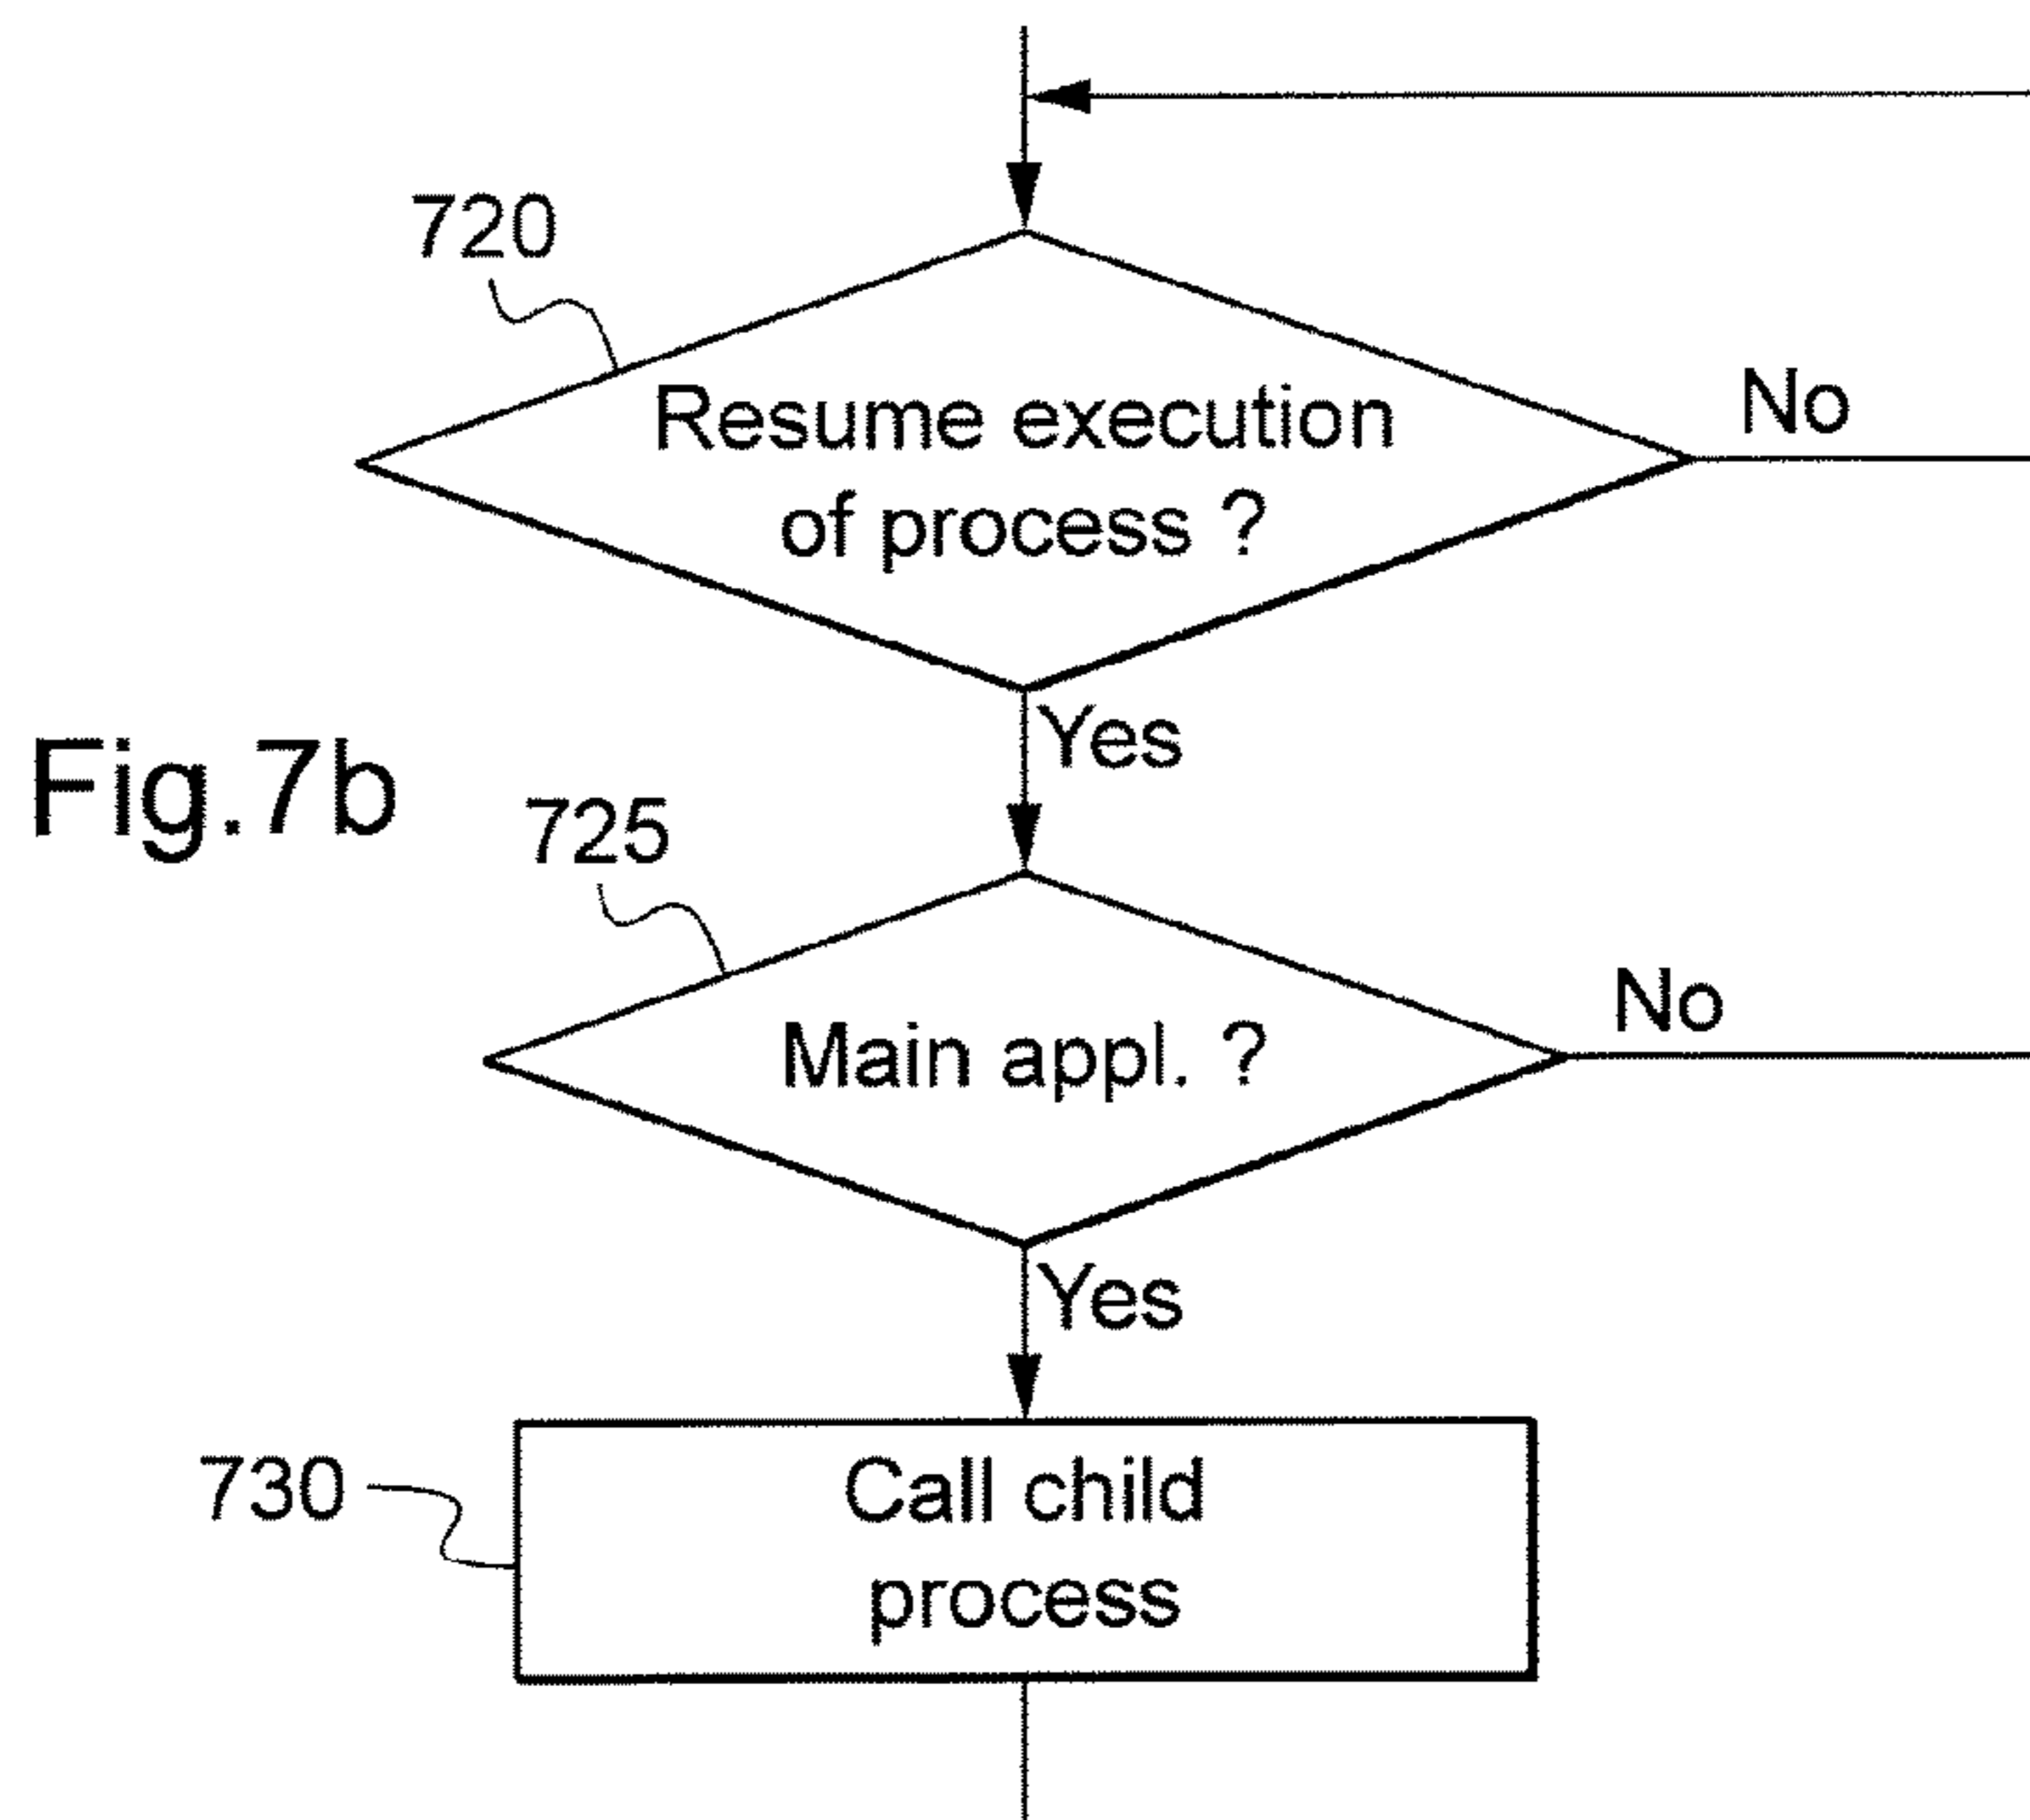 720
Resume execution
of process ?
No
Yes
Fig.7b
725
Main appl. ?
No
Yes
730
Call child
process